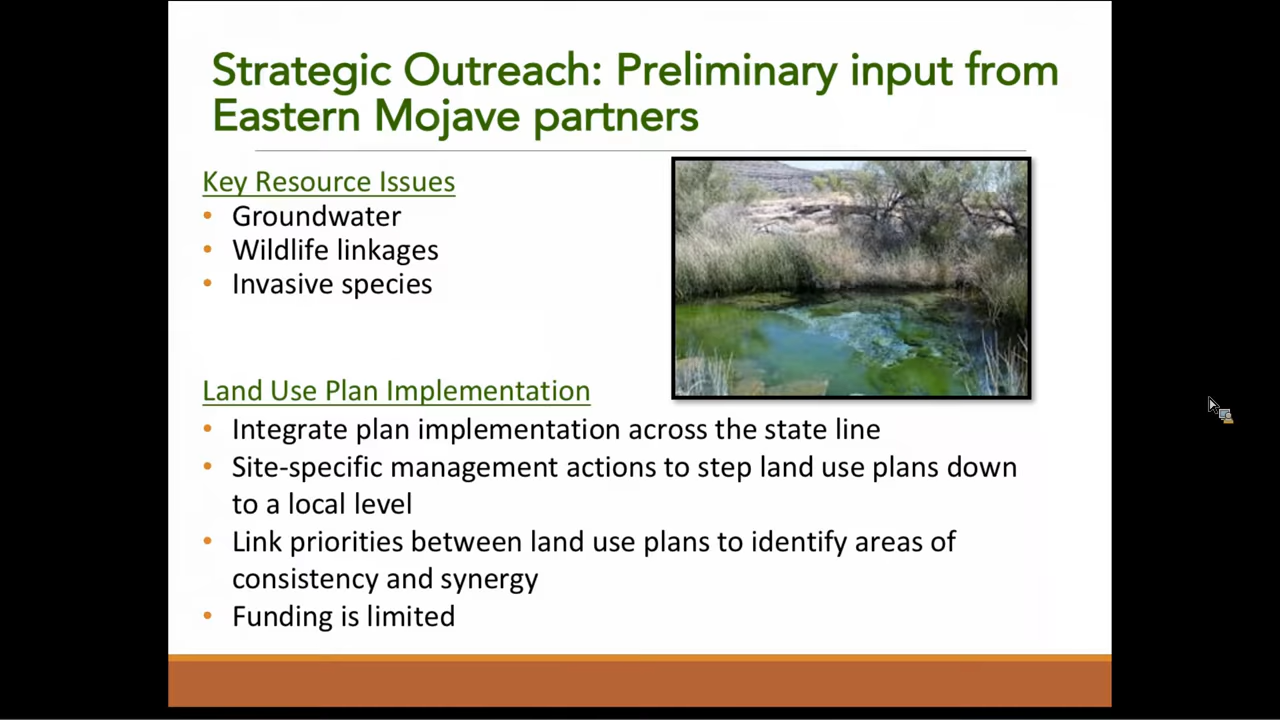 Strategic Outreach: Preliminary input from
Eastern Mojave partners
Key Resource Issues
• Groundwater
• Wildlife linkages
• Invasive species
Land Use Plan Implementation
• Integrate plan implementation across the state line
• Site-specific management actions to step land use plans down
to a local level
• Link priorities between land use plans to identify areas of
consistency and synergy
• Funding is limited